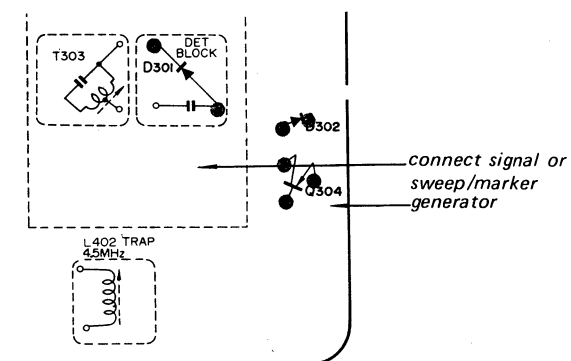 T303
DET
BLOCK
D301
D302
connect signal or
sweep/marker
generator
Q304
L402 TRAP
4.5MHz